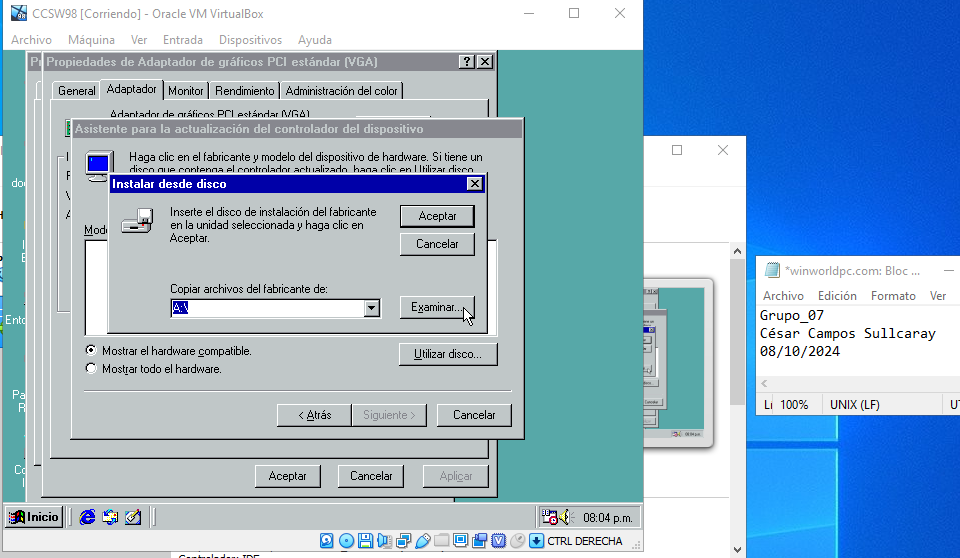 CCSW98 [Corriendo] - Oracle VM VirtualBox
Archivo Máquina Ver Entrada Dispositivos Ayuda
Propiedades de Adaptador de gráficos PCI estándar (VGA)
General Adaptador Monitor Rendimiento Administración del color
Adaptador de gráficos PCI estándar (VGA)
Asistente para la actualización del controlador del dispositivo
Haga clic en el fabricante y modelo del dispositivo de hardware. Si tiene un
disco que contenga el controlador actualizado, haga clic en Utilizar disco
Instalar desde disco
Inserte el disco de instalación del fabricante
en la unidad seleccionada y haga clic en
Aceptar.
Aceptar
Cancelar
Copiar archivos del fabricante de:
A:\
Examinar...
Mostrar el hardware compatible.
Mostrar todo el hardware.
Utilizar disco...
< Atrás Siguiente > Cancelar
Aceptar Cancelar Aplicar
Inicio
08:04 p.m.
CTRL DERECHA
*winworldpc.com: Bloc ...
Archivo Edición Formato Ver
Grupo_07
César Campos Sullcaray
08/10/2024
100% UNIX (LF)